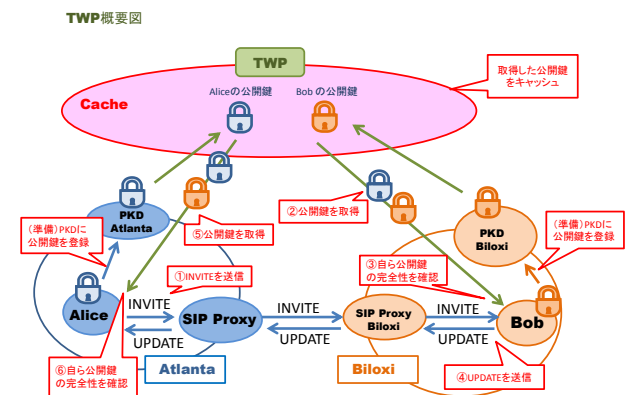 TWP概要図
TWP
取得した公開鍵
をキャッシュ
Cache
Aliceの公開鍵
Bob の公開鍵
PKD
Atlanta
②公開鍵を取得
PKD
Biloxi
(準備)PKDに
公開鍵を登録
⑤公開鍵を取得
(準備)PKDに
公開鍵を登録
①INVITEを送信
③自ら公開鍵
の完全性を確認
Alice
INVITE
UPDATE
SIP Proxy
INVITE
UPDATE
SIP Proxy
Biloxi
INVITE
UPDATE
Bob
⑥自ら公開鍵
の完全性を確認
Atlanta
Biloxi
④UPDATEを送信